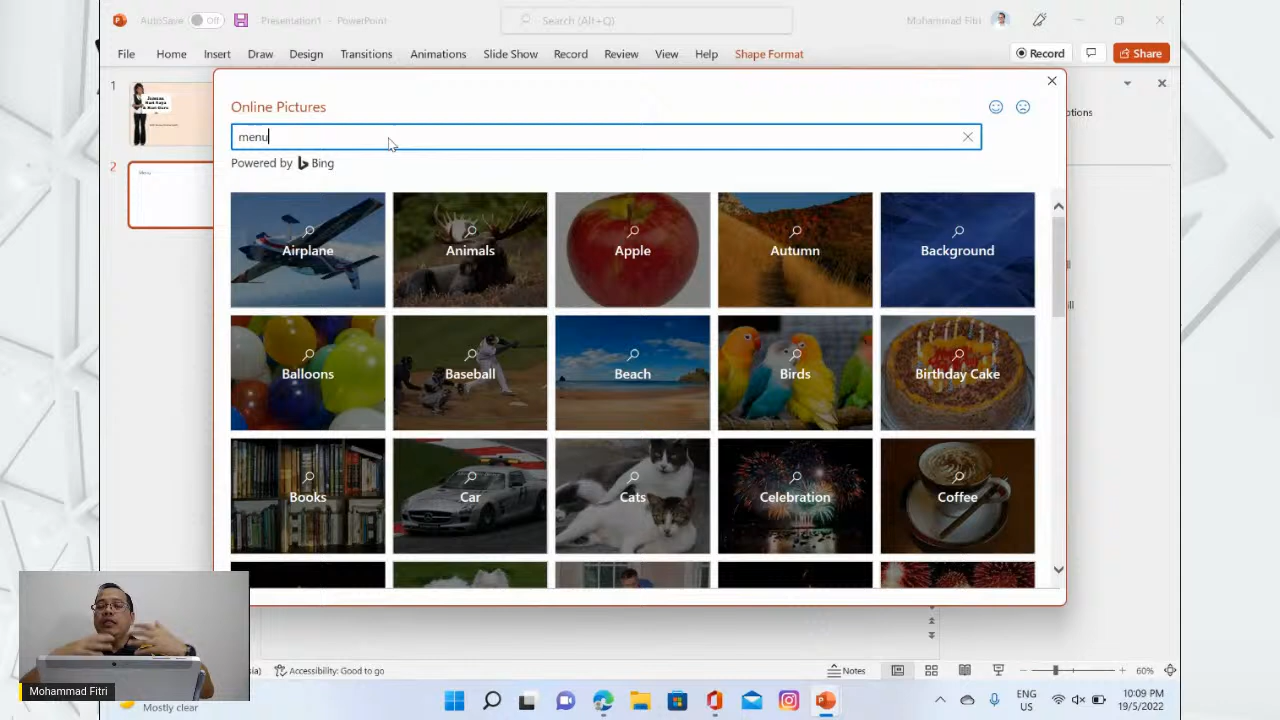 AutoSave Off Presentation1 - PowerPoint Search (Alt+Q) Mohammad Fitri
File Home Insert Draw Design Transitions Animations Slide Show Record Review View Help Shape Format Record Share
1
2
Menu
ptions
Online Pictures
menu
Powered by Bing
Airplane Animals Apple Autumn Background
Balloons Baseball Beach Birds Birthday Cake
Books Car Cats Celebration Coffee
Mohammad Fitri
Accessibility: Good to go Notes 60%
Mostly clear
ENG
US
10:09 PM
19/5/2022